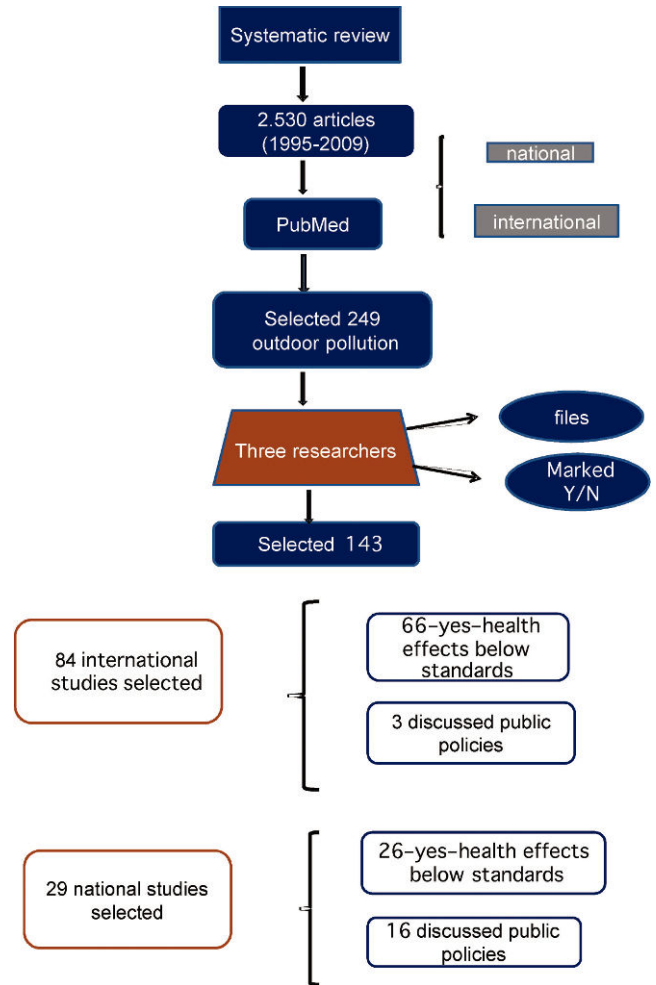 Systematic review
2.530 articles
(1995-2009)
national
PubMed
international
Selected 249
outdoor pollution
Three researchers
files
Marked
Y/N
Selected 143
84 international
studies selected
66-yes-health
effects below
standards
3 discussed public
policies
29 national studies
selected
26-yes-health effects
below standards
16 discussed public
policies